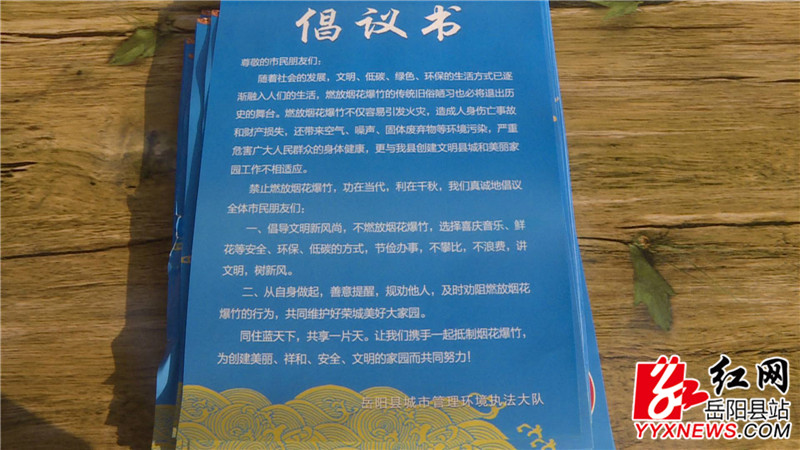 倡议书
尊敬的市民朋友们：
随着社会的发展，文明、低碳、绿色、环保的生活方式已逐
渐融入人们的生活，燃放烟花爆竹的传统旧俗陋习也必将退出历
史的舞台。燃放烟花爆竹不仅容易引发火灾，造成人身伤亡事故
和财产损失，还带来空气、噪声、固体废弃物等环境污染，严重
危害广大人民群众的身体健康，更与我县创建文明县城和美丽家
园工作不相适应。
禁止燃放烟花爆竹，功在当代，利在千秋，我们真诚地倡议
全体市民朋友们：
一、倡导文明新风尚，不燃放烟花爆竹，选择喜庆音乐、鲜
花等安全、环保、低碳的方式，节俭办事，不攀比，不浪费，讲
文明，树新风。
二、从自身做起，善意提醒，规劝他人，及时劝阻燃放烟花
爆竹的行为，共同维护好荣城美好大家园。
同住蓝天下，共享一片天。让我们携手一起抵制烟花爆竹，
为创建美丽、祥和、安全、文明的家园而共同努力！
岳阳县城市管理环境执法大队
红网
岳阳县站
YYXNEWS.COM